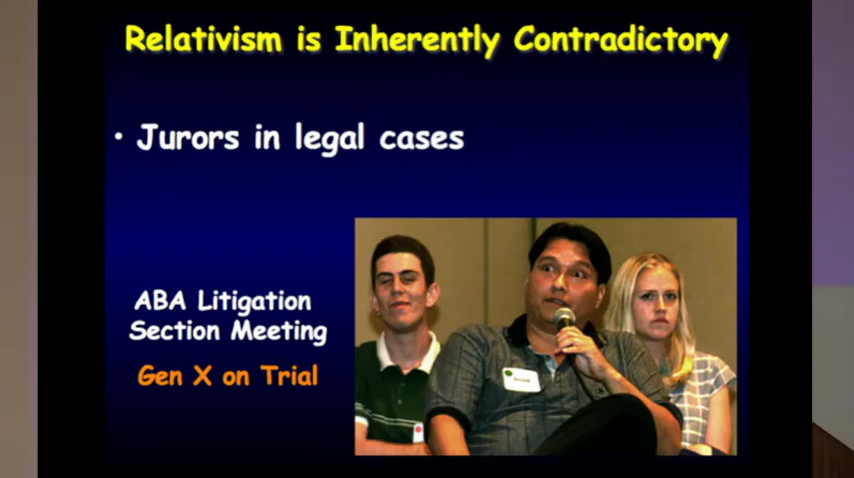 Relativism is Inherently Contradictory
• Jurors in legal cases
ABA Litigation
Section Meeting
Gen X on Trial